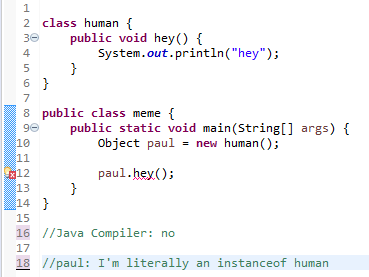 1
2 class human {
3 public void hey() {
4 System.out.println("hey");
5 }
6 }
7
8 public class meme {
9 public static void main(String[] args) {
10 Object paul = new human();
11
12 paul.hey();
13 }
14 }
15
16 //Java Compiler: no
17
18 //paul: I'm literally an instanceof human